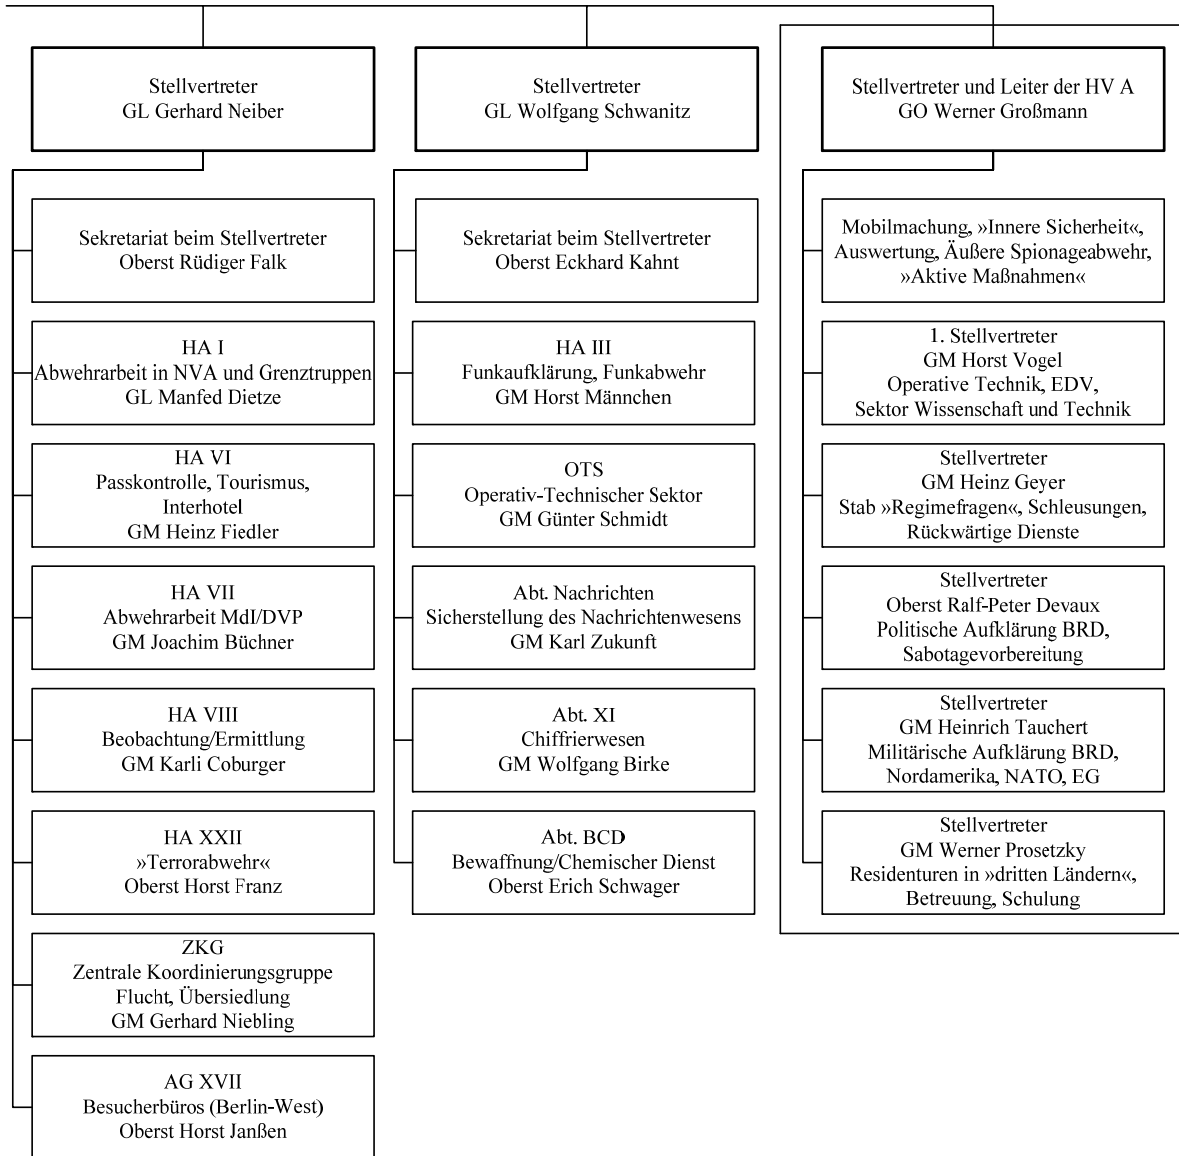 Stellvertreter
GL Gerhard Neiber
Sekretariat beim Stellvertreter
Oberst Rüdiger Falk
HA I
Abwehrarbeit in NVA und Grenztruppen
GL Manfed Dietze
HA VI
Passkontrolle, Tourismus,
Interhotel
GM Heinz Fiedler
HA VII
Abwehrarbeit MdI/DVP
GM Joachim Büchner
HA VIII
Beobachtung/Ermittlung
GM Karli Coburger
HA XXII
»Terrorabwehr«
Oberst Horst Franz
ZKG
Zentrale Koordinierungsgruppe
Flucht, Übersiedlung
GM Gerhard Niebling
AG XVII
Besucherbüros (Berlin-West)
Oberst Horst Janßen
Stellvertreter
GL Wolfgang Schwanitz
Sekretariat beim Stellvertreter
Oberst Eckhard Kahnt
HA III
Funkaufklärung, Funkabwehr
GM Horst Männchen
OTS
Operativ-Technischer Sektor
GM Günter Schmidt
Abt. Nachrichten
Sicherstellung des Nachrichtenwesens
GM Karl Zukunft
Abt. XI
Chiffrierwesen
GM Wolfgang Birke
Abt. BCD
Bewaffnung/Chemischer Dienst
Oberst Erich Schwager
Stellvertreter und Leiter der HV A
GO Werner Großmann
Mobilmachung, »Innere Sicherheit«,
Auswertung, Äußere Spionageabwehr,
»Aktive Maßnahmen«
1. Stellvertreter
GM Horst Vogel
Operative Technik, EDV,
Sektor Wissenschaft und Technik
Stellvertreter
GM Heinz Geyer
Stab »Regimefragen«, Schleusungen,
Rückwärtige Dienste
Stellvertreter
Oberst Ralf-Peter Devaux
Politische Aufklärung BRD,
Sabotagevorbereitung
Stellvertreter
GM Heinrich Tauchert
Militärische Aufklärung BRD,
Nordamerika, NATO, EG
Stellvertreter
GM Werner Prosetzky
Residenturen in »dritten Ländern«,
Betreuung, Schulung